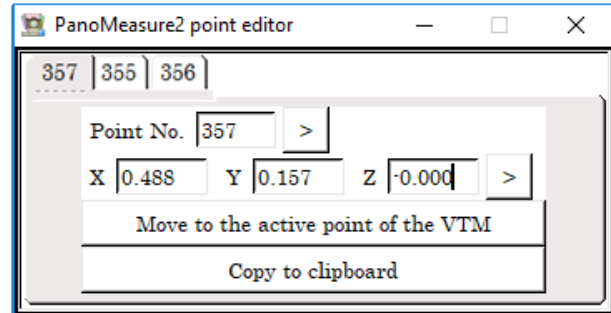 PanoMeasure2 point editor
357 355 356
Point No. 357 >
X 0.488 Y 0.157 Z -0.000 >
Move to the active point of the VTM
Copy to clipboard